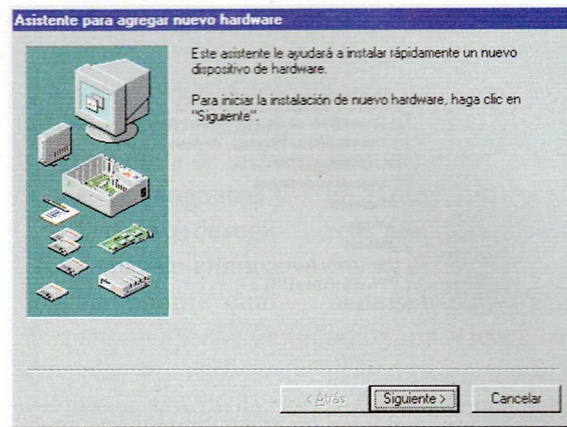 Asistente para agregar nuevo hardware
Este asistente le ayudará a instalar rápidamente un nuevo
dispositivo de hardware.
Para iniciar la instalación de nuevo hardware, haga clic en
"Siguiente".
< Atrás
Siguiente >
Cancelar